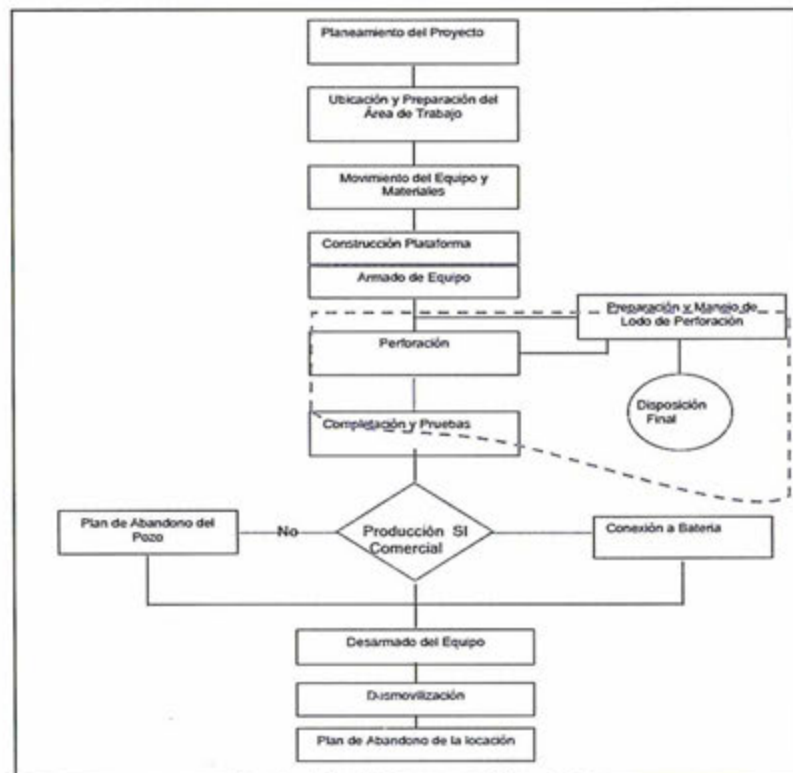 Planeamiento del Proyecto
Ubicación y Preparación del
Área de Trabajo
Movimiento del Equipo y
Materiales
Construcción Plataforma
Armado de Equipo
Preparación y Manejo de
Lodo de Perforación
Perforación
Disposición
Final
Completación y Pruebas
Plan de Abandono del
Pozo
No
Producción SI
Comercial
Conexión a Bateria
Desarmado del Equipo
Dusmovilización
Plan de Abandono de la locación